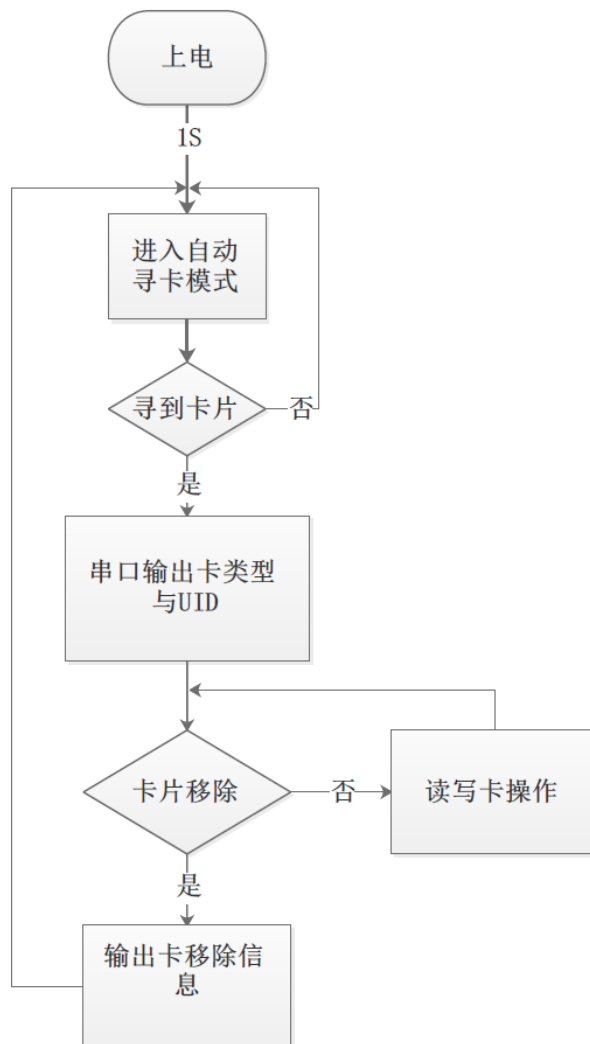 上电
1S
进入自动
寻卡模式
寻到卡片
否
是
串口输出卡类型
与UID
卡片移除
否
读写卡操作
是
输出卡移除信
息